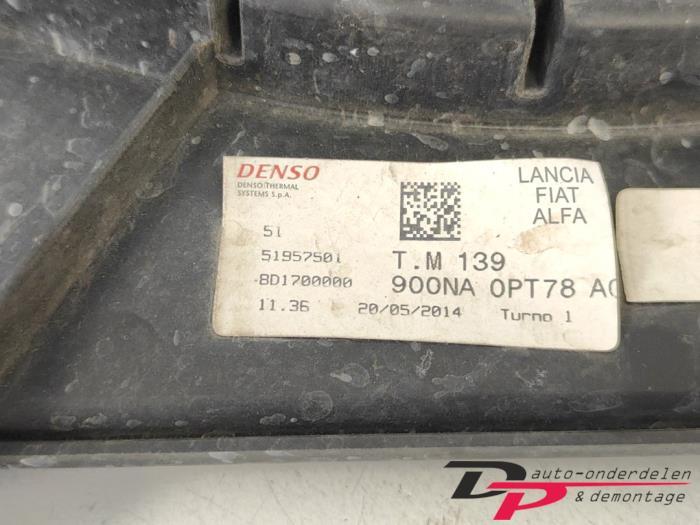 DENSO
DENSO THERMAL
SYSTEMS S.p.A.
LANCIA
FIAT
ALFA
51
51957501
T.M 139
8D1700000
900NA 0PT78 A
11.36 20/05/2014 Turno 1
DP auto-onderdelen
& demontage